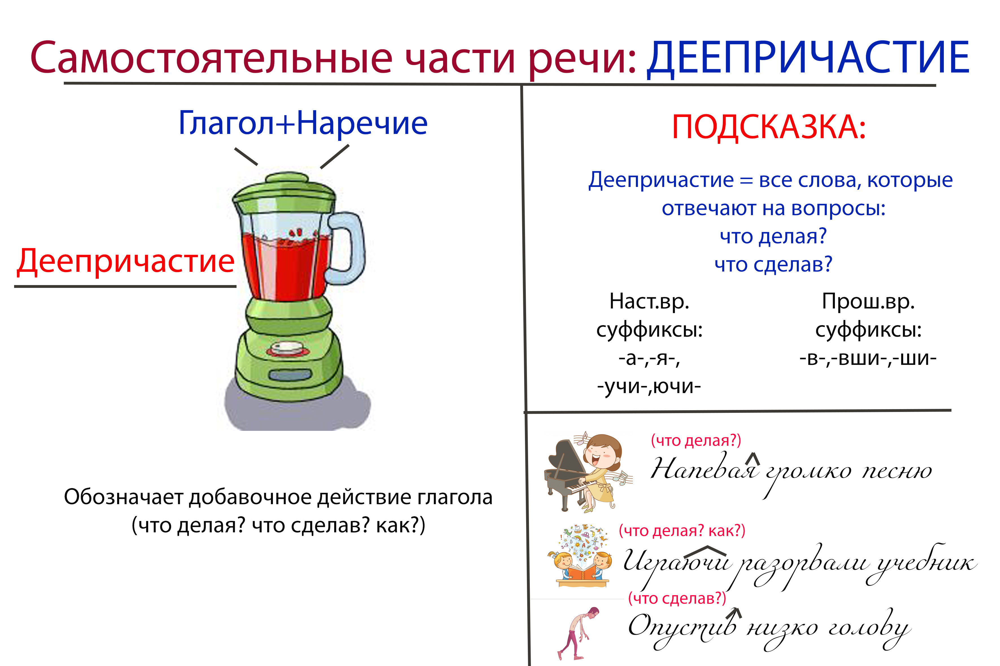 Самостоятельные части речи: ДЕЕПРИЧАСТИЕ
Глагол+Наречие
Деепричастие
Обозначает добавочное действие глагола
(что делая? что сделав? как?)
ПОДСКАЗКА:
Деепричастие = все слова, которые
отвечают на вопросы:
что делая?
что сделав?
Наст.вр.
суффиксы:
-а-,-я-,
-учи-,ючи-
Прош.вр.
суффиксы:
-в-,-вши-,-ши-
(что делая?)
Напевая громко песню
(что делая? как?)
Играючи разорвали учебник
(что сделав?)
Опустив низко голову